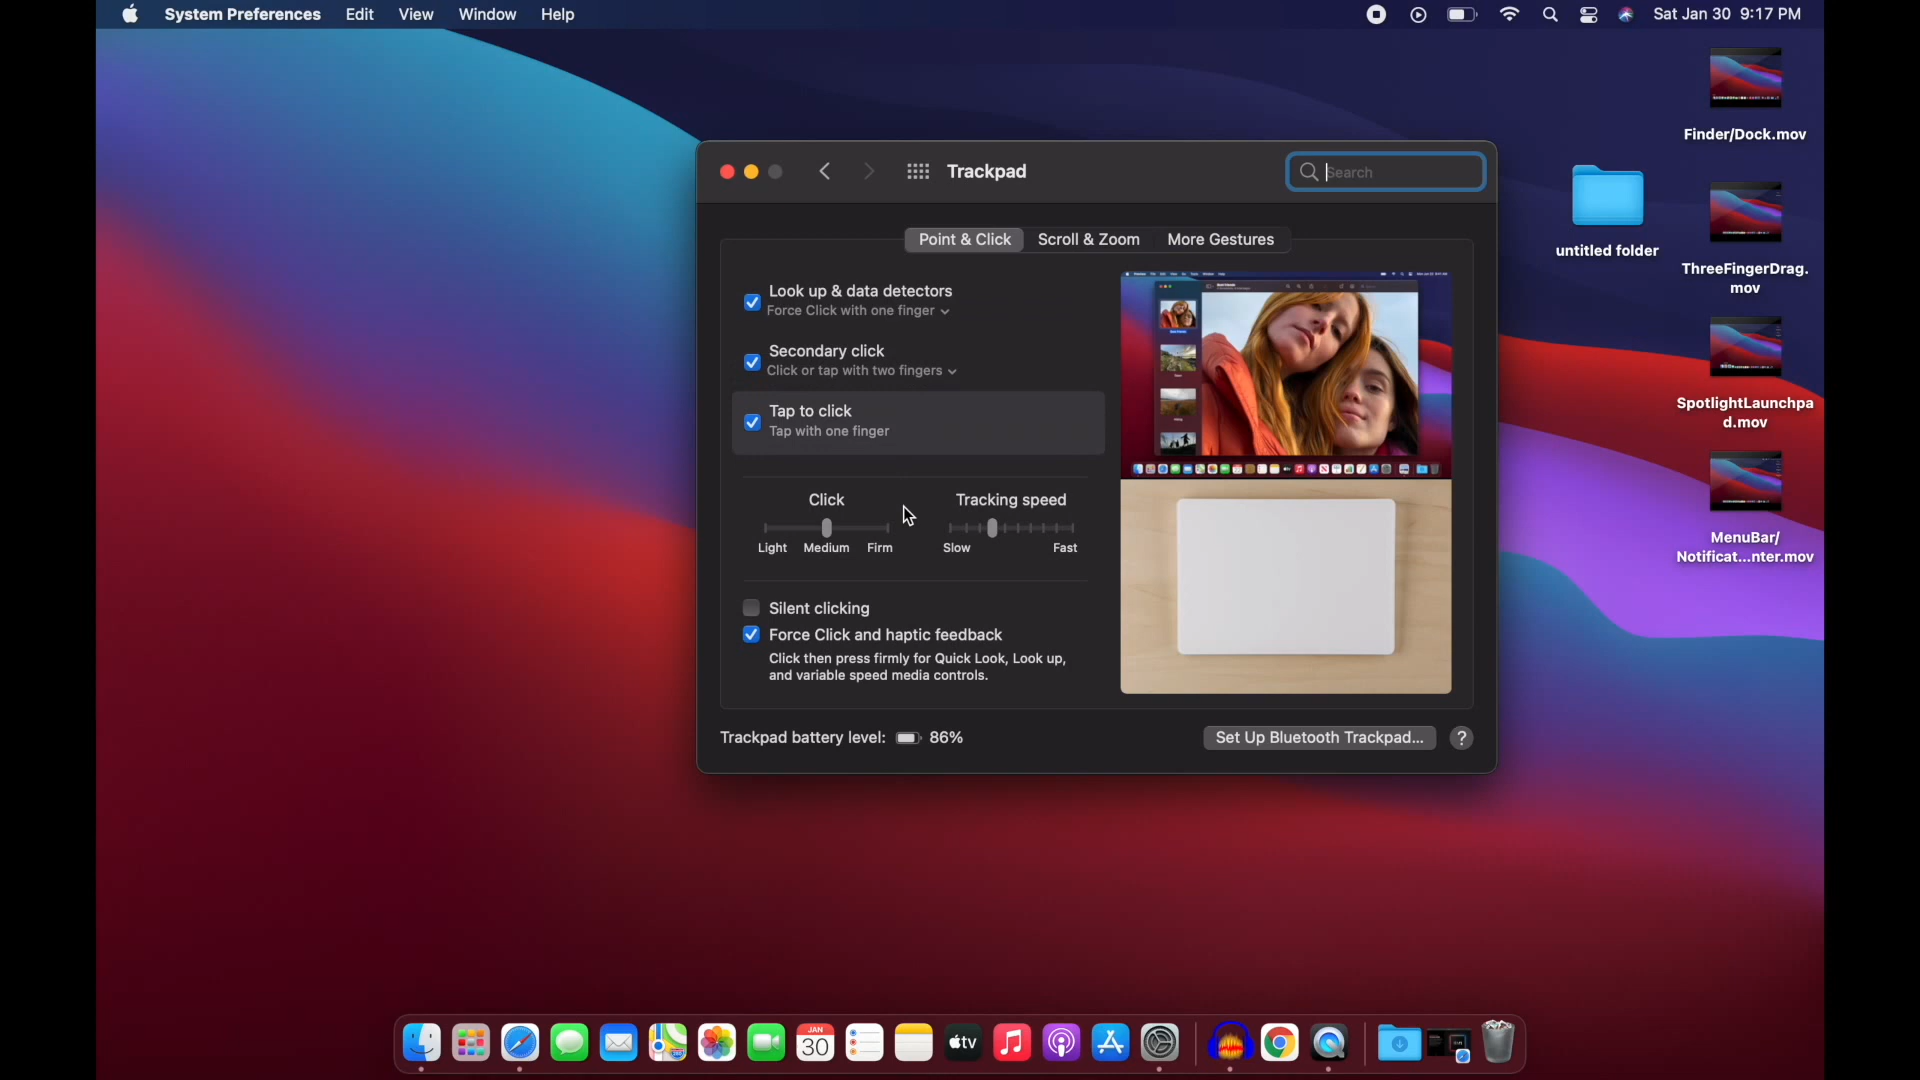 System Preferences Edit View Window Help
Sat Jan 30 9:17 PM
Finder/Dock.mov
untitled folder
ThreeFingerDrag.
mov
SpotlightLaunchpa
d.mov
MenuBar/
Notificat...nter.mov
Trackpad
Search
Point & Click Scroll & Zoom More Gestures
Look up & data detectors
Force Click with one finger
Secondary click
Click or tap with two fingers
Tap to click
Tap with one finger
Click
Light Medium Firm
Tracking speed
Slow Fast
Silent clicking
Force Click and haptic feedback
Click then press firmly for Quick Look, Look up,
and variable speed media controls.
Trackpad battery level: 86%
Set Up Bluetooth Trackpad... ?
JAN
30
tv